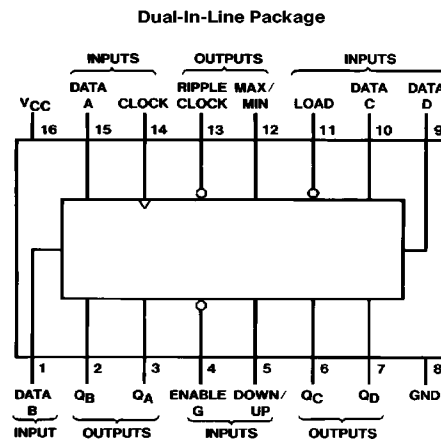 Dual-In-Line Package
INPUTS OUTPUTS INPUTS
DATA RIPPLE MAX/ DATA DATA
VCC A CLOCK CLOCK MIN LOAD C D
16 15 14 13 12 11 10 9
1 2 3 4 5 6 7 8
DATA QB QA ENABLE DOWN/ QC QD GND
B G UP
INPUT OUTPUTS INPUTS OUTPUTS